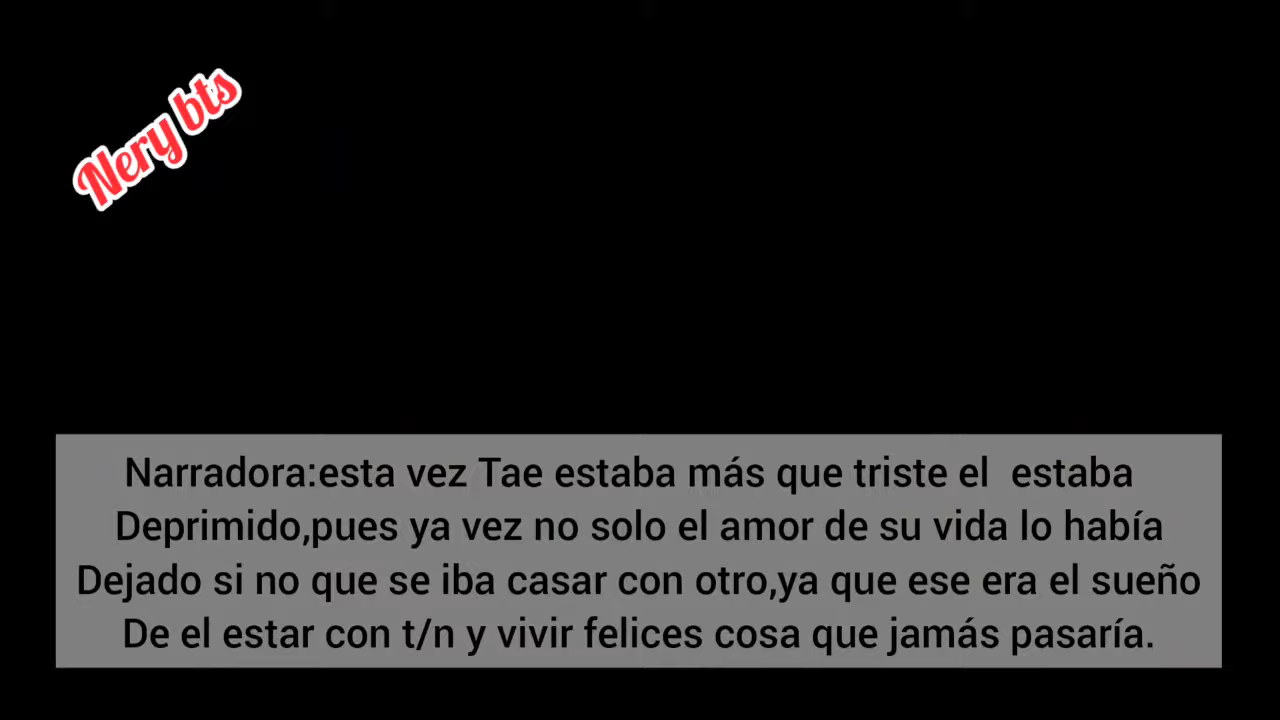 Nery bts
Narradora:esta vez Tae estaba más que triste el  estaba
Deprimido,pues ya vez no solo el amor de su vida lo había
Dejado si no que se iba casar con otro,ya que ese era el sueño
De el estar con t/n y vivir felices cosa que jamás pasaría.